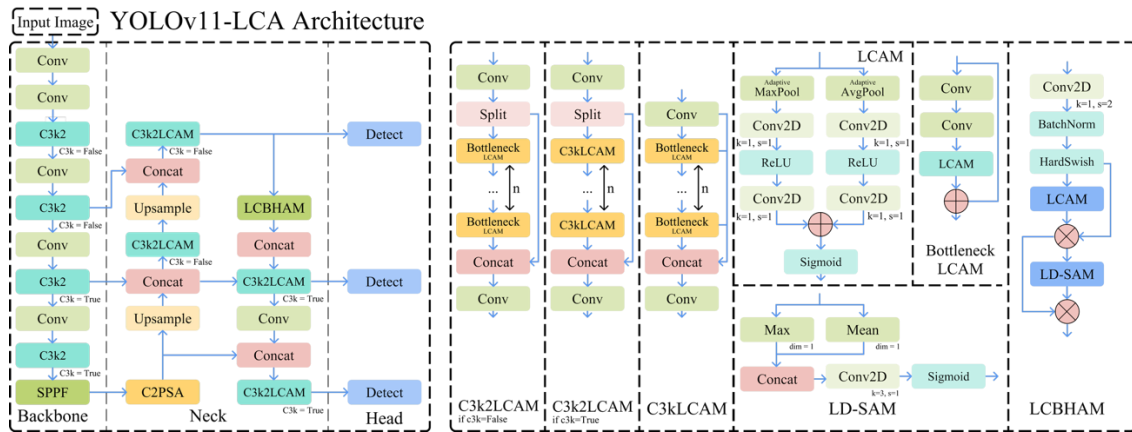 Input Image
YOLOv11-LCA Architecture
Conv
Conv
C3k2
C3k = False
Conv
C3k2
C3k = False
Conv
C3k2
C3k = True
Conv
C3k2
C3k = True
SPPF
Backbone
C3k2LCAM
C3k = False
Concat
Upsample
C3k2LCAM
C3k = False
Concat
Upsample
C2PSA
LCBHAM
Concat
C3k2LCAM
C3k = True
Conv
Concat
C3k2LCAM
C3k = True
Neck
Detect
Detect
Detect
Head
Conv
Split
Bottleneck
LCAM
...
n
Bottleneck
LCAM
Concat
Conv
C3k2LCAM
if c3k=False
Conv
Split
C3kLCAM
...
n
C3kLCAM
Concat
Conv
C3k2LCAM
if c3k=True
Conv
Bottleneck
LCAM
...
n
Bottleneck
LCAM
Concat
Conv
C3kLCAM
LCAM
Adaptive
MaxPool
Adaptive
AvgPool
Conv2D
k=1, s=1
Conv2D
k=1, s=1
ReLU
ReLU
Conv2D
k=1, s=1
Conv2D
k=1, s=1
Sigmoid
Conv
Conv
LCAM
Bottleneck
LCAM
Max
dim = 1
Mean
dim = 1
Concat
Conv2D
k=3, s=1
Sigmoid
LD-SAM
Conv2D
k=1, s=2
BatchNorm
HardSwish
LCAM
LD-SAM
LCBHAM